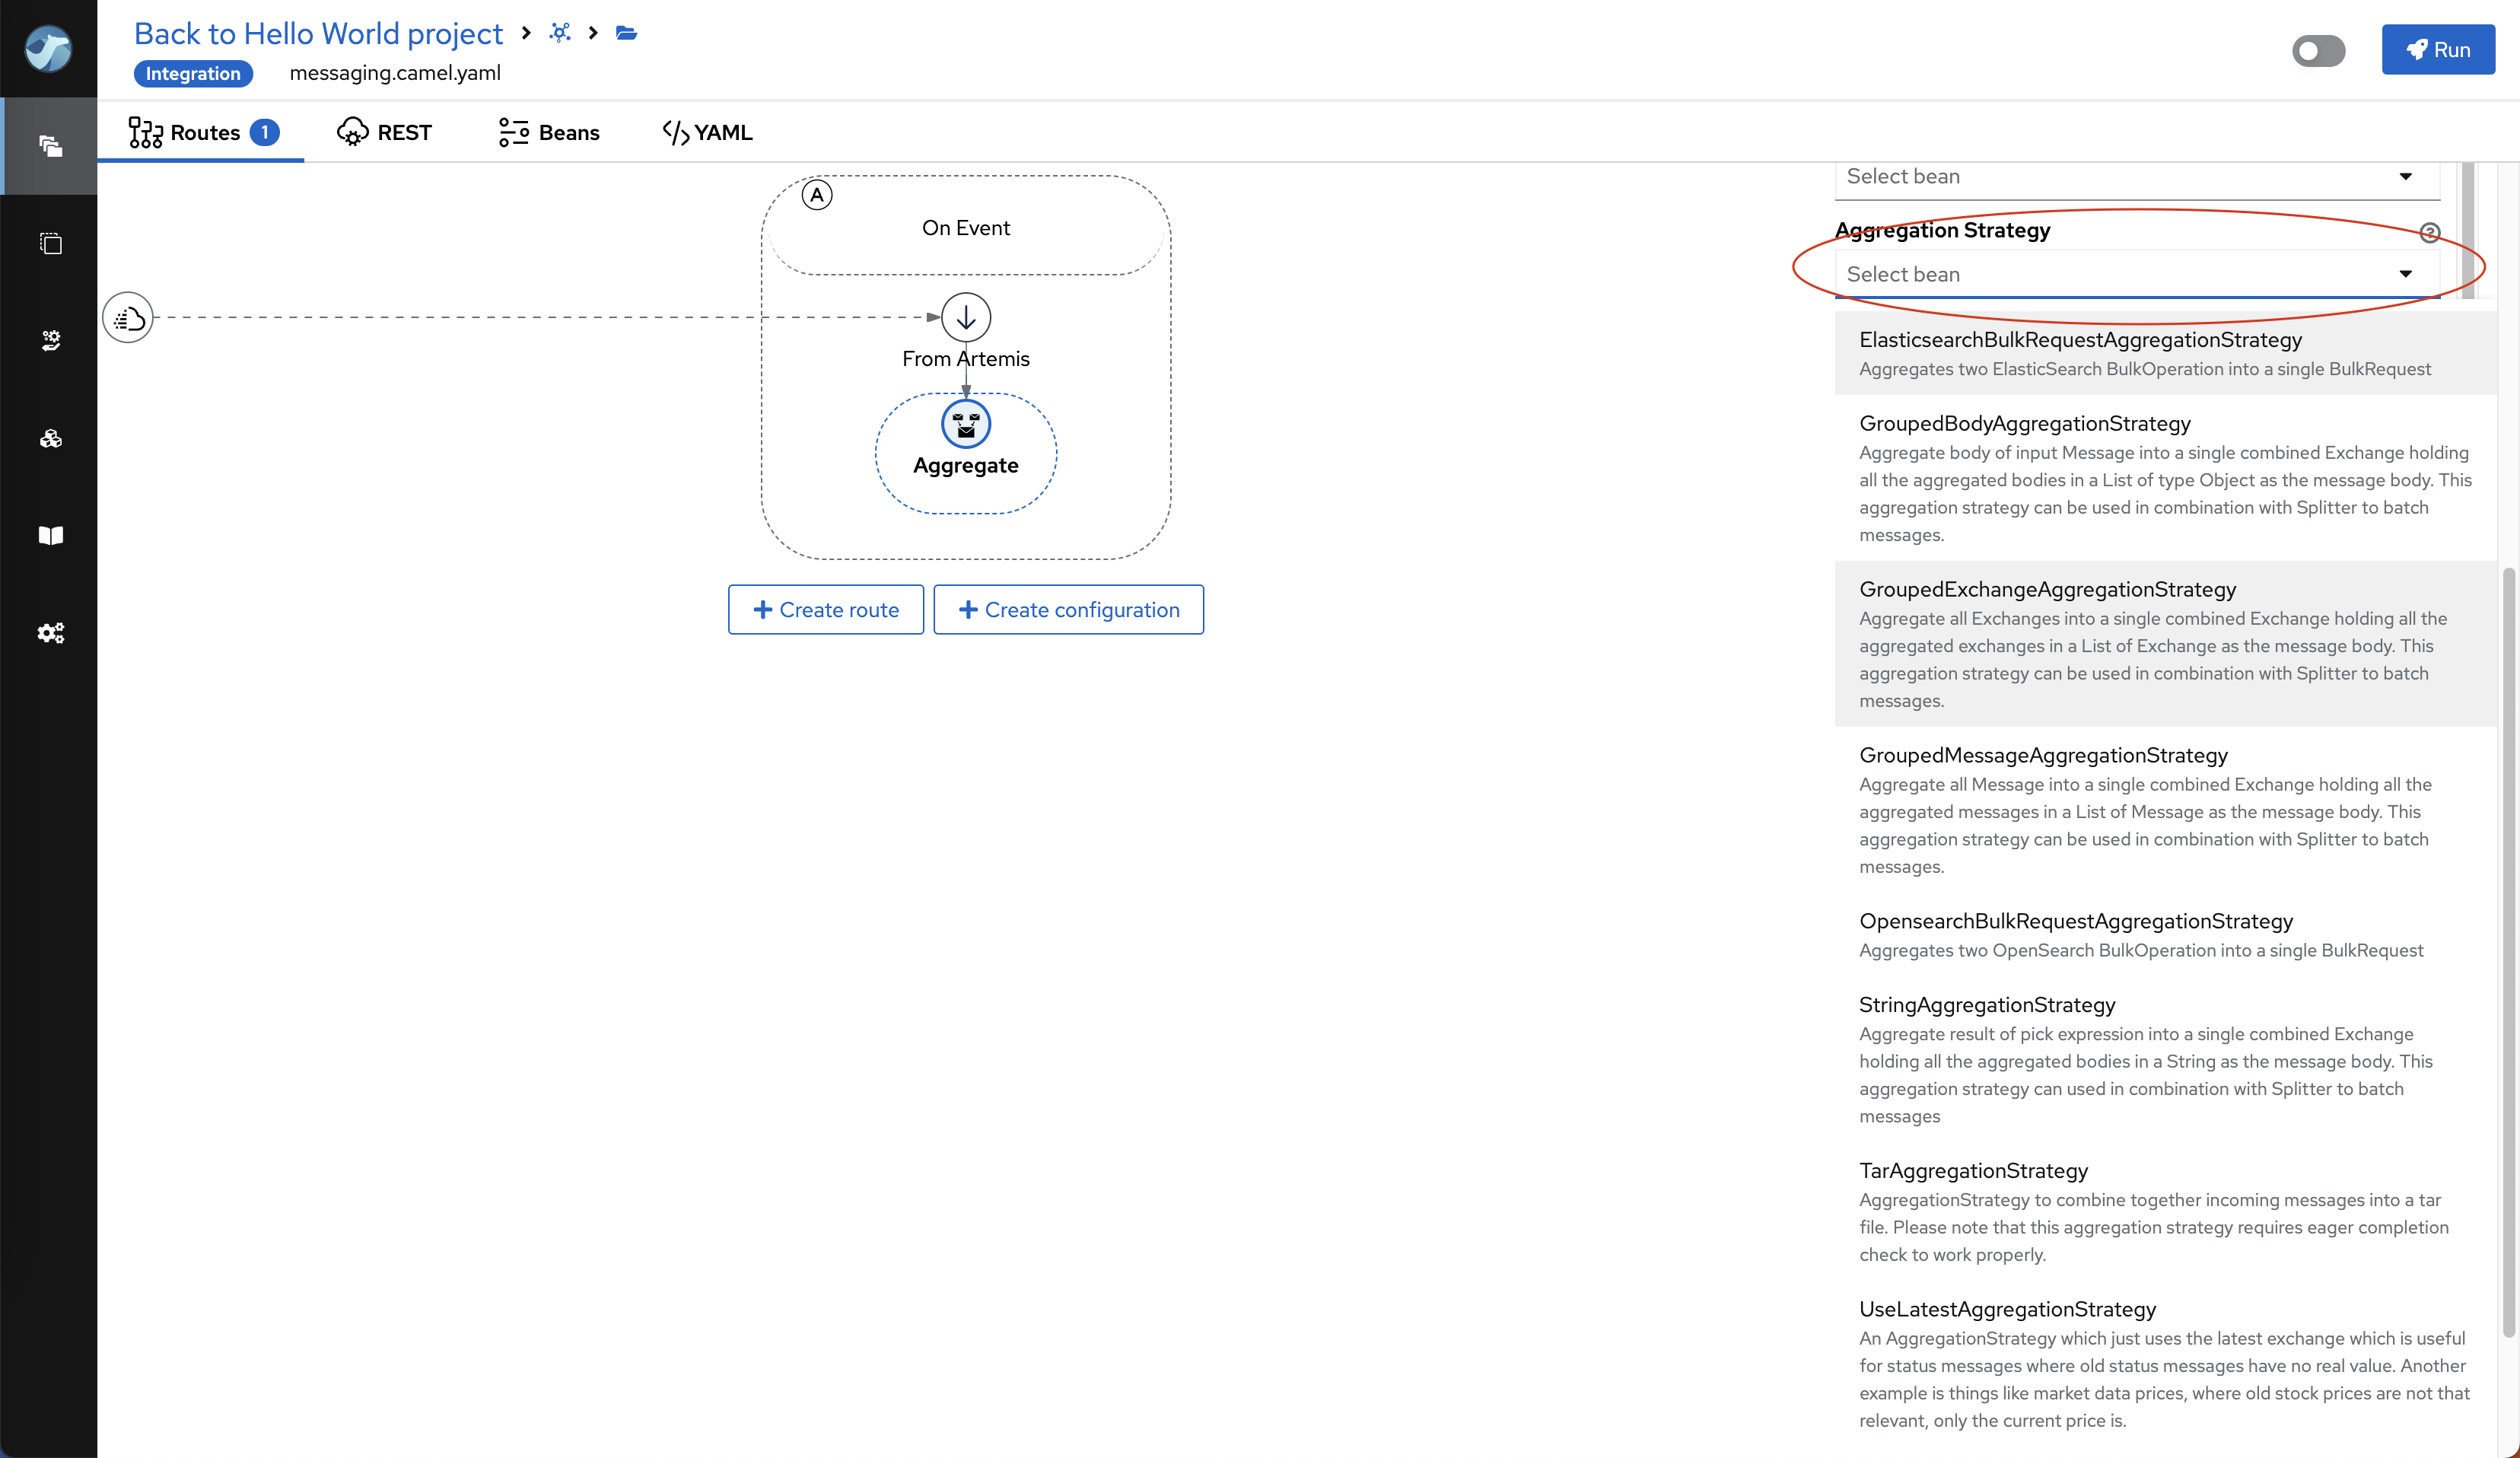 Back to Hello World project
Integration
messaging.camel.yaml
Run
Routes 1
REST
Beans
YAML
A
On Event
From Artemis
Aggregate
Create route
Create configuration
Select bean
Aggregation Strategy
Select bean
ElasticsearchBulkRequestAggregationStrategy
Aggregates two ElasticSearch BulkOperation into a single BulkRequest
GroupedBodyAggregationStrategy
Aggregate body of input Message into a single combined Exchange holding
all the aggregated bodies in a List of type Object as the message body. This
aggregation strategy can be used in combination with Splitter to batch
messages.
GroupedExchangeAggregationStrategy
Aggregate all Exchanges into a single combined Exchange holding all the
aggregated exchanges in a List of Exchange as the message body. This
aggregation strategy can be used in combination with Splitter to batch
messages.
GroupedMessageAggregationStrategy
Aggregate all Message into a single combined Exchange holding all the
aggregated messages in a List of Message as the message body. This
aggregation strategy can be used in combination with Splitter to batch
messages.
OpensearchBulkRequestAggregationStrategy
Aggregates two OpenSearch BulkOperation into a single BulkRequest
StringAggregationStrategy
Aggregate result of pick expression into a single combined Exchange
holding all the aggregated bodies in a String as the message body. This
aggregation strategy can used in combination with Splitter to batch
messages
TarAggregationStrategy
AggregationStrategy to combine together incoming messages into a tar
file. Please note that this aggregation strategy requires eager completion
check to work properly.
UseLatestAggregationStrategy
An AggregationStrategy which just uses the latest exchange which is useful
for status messages where old status messages have no real value. Another
example is things like market data prices, where old stock prices are not that
relevant, only the current price is.